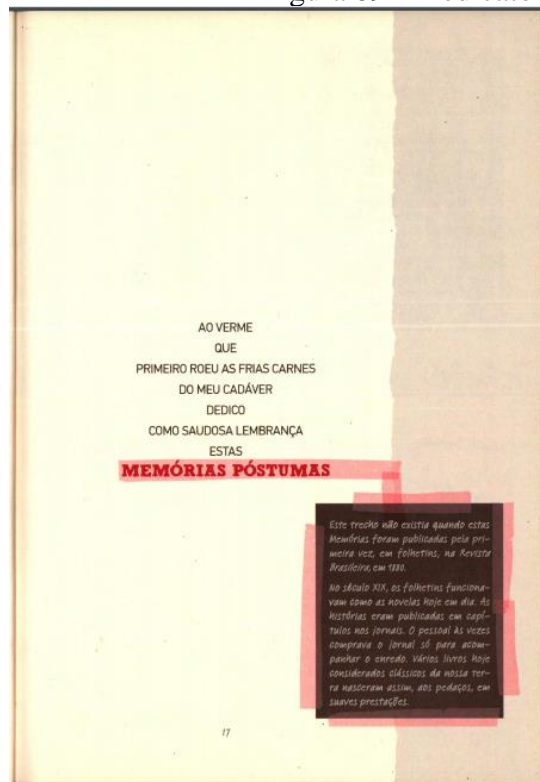 AO VERME
QUE
PRIMEIRO ROEU AS FRIAS CARNES
DO MEU CADÁVER
DEDICO
COMO SAUDOSA LEMBRANÇA
ESTAS
MEMÓRIAS PÓSTUMAS
Este trecho não existia quando estas
Memórias foram publicadas pela pri-
meira vez, em folhetins, na Revista
Brasileira, em 1880.
No século XIX, os folhetins funciona-
vam como as novelas hoje em dia. As
histórias eram publicadas em capí-
tulos nos jornais. O pessoal às vezes
comprava o jornal só para acom-
panhar o enredo. Vários livros hoje
considerados clássicos da nossa ter-
ra nasceram assim, aos pedaços, em
suaves prestações.
17